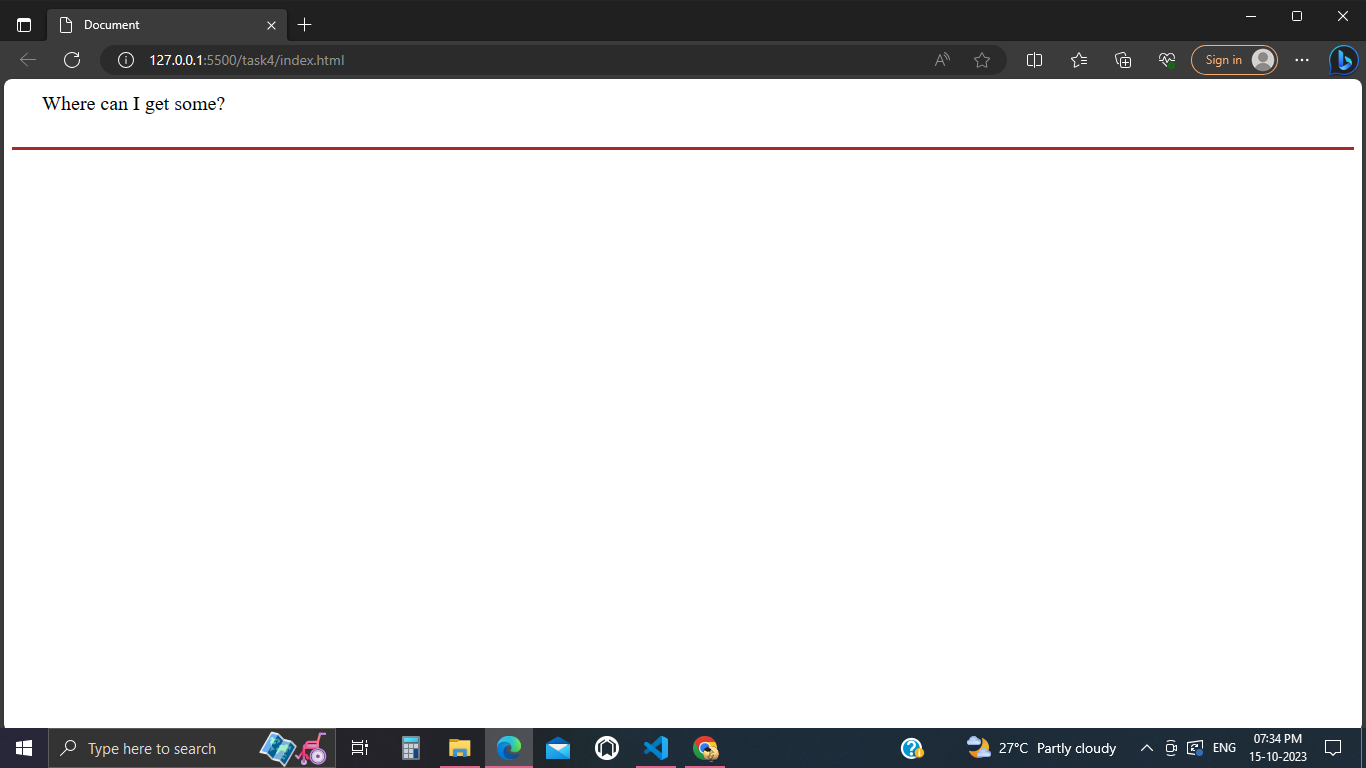 Document
127.0.0.1:5500/task4/index.html
Sign in
Where can I get some?
Type here to search
27°C Partly cloudy
ENG
07:34 PM
15-10-2023